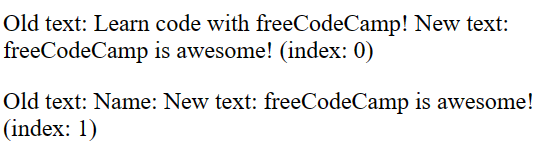 Old text: Learn code with freeCodeCamp! New text:
freeCodeCamp is awesome! (index: 0)
Old text: Name: New text: freeCodeCamp is awesome!
(index: 1)